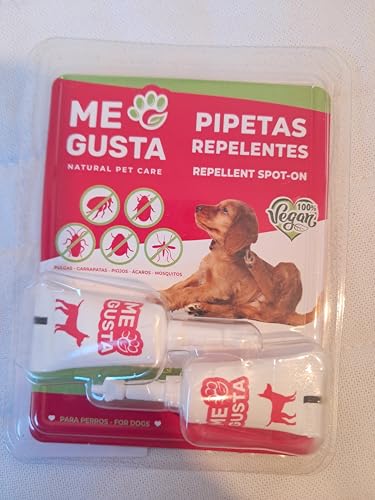 ME
GUSTA
NATURAL PET CARE
PIPETAS
REPELENTES
REPELLENT SPOT-ON
100%
Vegan
PULGAS - GARRAPATAS - PIOJOS - ÁCAROS - MOSQUITOS
ME
GUSTA
ME
GUSTA
PARA PERROS - FOR DOGS